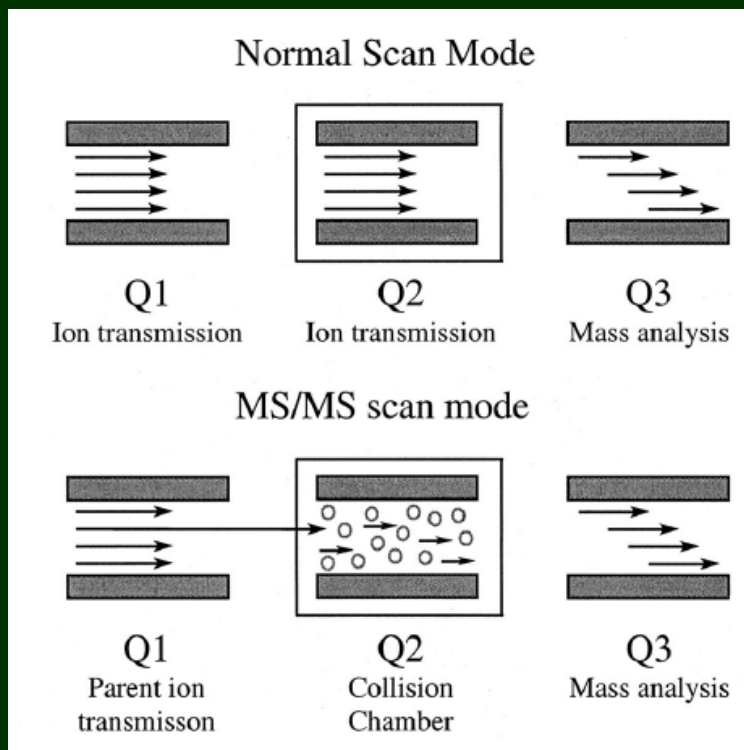 Normal Scan Mode
Q1
Q2
Q3
Ion transmission
Ion transmission
Mass analysis
MS/MS scan mode
Q1
Q2
Q3
Parent ion
transmisson
Collision
Chamber
Mass analysis